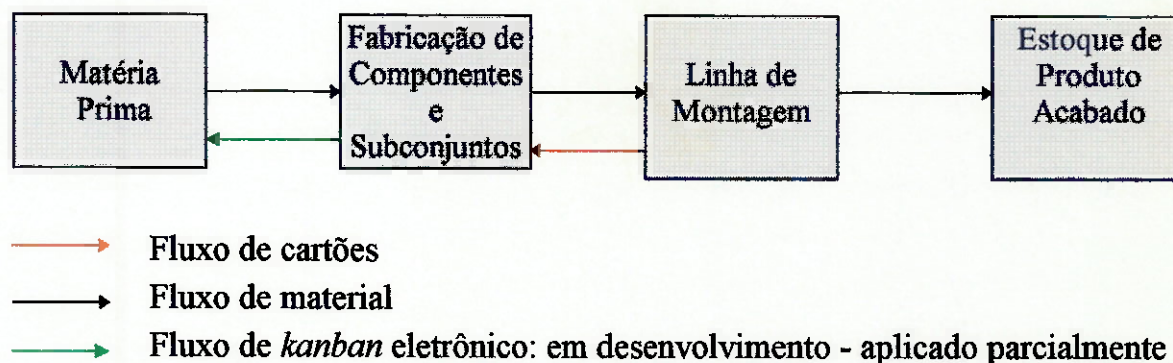 Matéria
Prima
Fabricação de
Componentes
e
Subconjuntos
Linha de
Montagem
Estoque de
Produto
Acabado
Fluxo de cartões
Fluxo de material
Fluxo de kanban eletrônico: em desenvolvimento - aplicado parcialmente